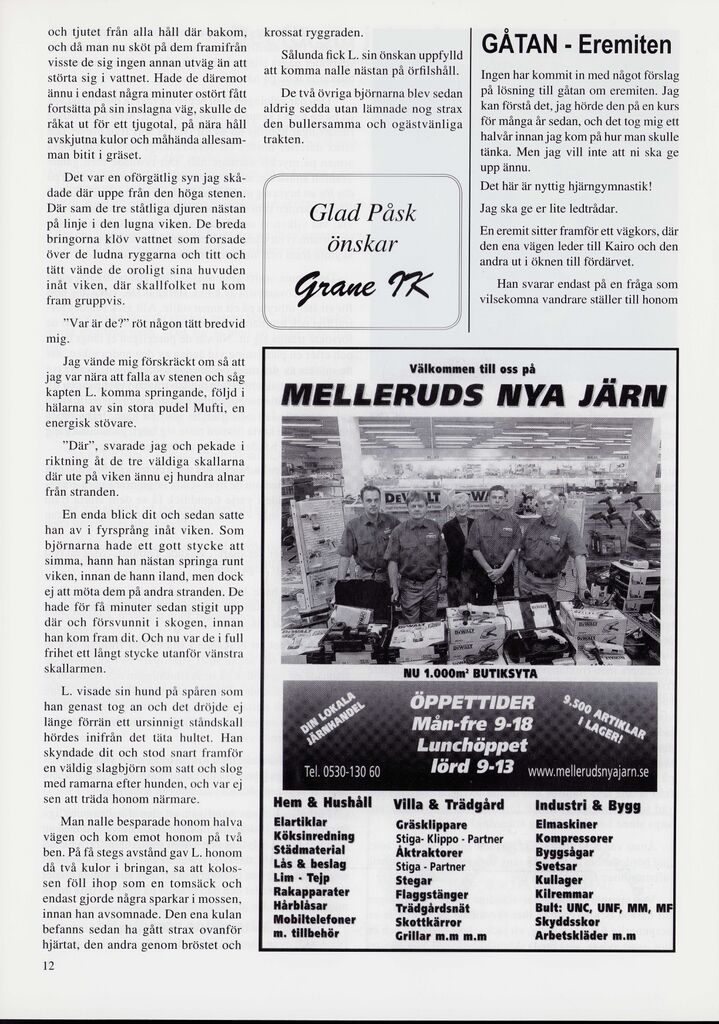 och tjutet från alla håll där bakom,
och då man nu sköt på dem framifrån
visste de sig ingen annan utväg än att
störta sig i vattnet. Hade de däremot
ännu i endast några minuter ostört fått
fortsätta på sin inslagna väg, skulle de
råkat ut för ett tjugotal, på nära håll
avskjutna kulor och måhända allesam-
man bitit i gräset.
Det var en oförgätlig syn jag skå-
dade där uppe från den höga stenen.
Där sam de tre ståtliga djuren nästan
på linje i den lugna viken. De breda
bringorna klöv vattnet som forsade
över de ludna ryggarna och titt och
tätt vände de oroligt sina huvuden
inåt viken, där skallfolket nu kom
fram gruppvis.
"Var är de?" röt någon tätt bredvid
mig.
Jag vände mig förskräckt om så att
jag var nära att falla av stenen och såg
kapten L. komma springande, följd i
hälarna av sin stora pudel Mufti, en
energisk stövare.
"Där", svarade jag och pekade i
riktning åt de tre väldiga skallarna
där ute på viken ännu ej hundra alnar
från stranden.
En enda blick dit och sedan satte
han av i fyrsprång inåt viken. Som
björnarna hade ett gott stycke att
simma, hann han nästan springa runt
viken, innan de hann iland, men dock
ej att möta dem på andra stranden. De
hade för få minuter sedan stigit upp
där och försvunnit i skogen, innan
han kom fram dit. Och nu var de i full
frihet ett långt stycke utanför vänstra
skallarmen.
L. visade sin hund på spåren som
han genast tog an och det dröjde ej
länge förrän ett ursinnigt ståndskall
hördes inifrån det täta hultet. Han
skyndade dit och stod snart framför
en väldig slagbjörn som satt och slog
med ramarna efter hunden, och var ej
sen att träda honom närmare.
Man nalle besparade honom halva
vägen och kom emot honom på två
ben. På få stegs avstånd gav L. honom
då två kulor i bringan, sa att kolos-
sen föll ihop som en tomsäck och
endast gjorde några sparkar i mossen,
innan han avsomnade. Den ena kulan
befanns sedan ha gått strax ovanför
hjärtat, den andra genom bröstet och
12
krossat ryggraden.
Sålunda fick L. sin önskan uppfylld
att komma nalle nästan på örfilshåll.
De två övriga björnarna blev sedan
aldrig sedda utan lämnade nog strax
den bullersamma och ogästvänliga
trakten.
Glad Påsk
önskar
Grane IK
GÅTAN - Eremiten
Ingen har kommit in med något förslag
på lösning till gåtan om eremiten. Jag
kan förstå det, jag hörde den på en kurs
för många år sedan, och det tog mig ett
halvår innan jag kom på hur man skulle
tänka. Men jag vill inte att ni ska ge
upp ännu.
Det här är nyttig hjärngymnastik!
Jag ska ge er lite ledtrådar.
En eremit sitter framför ett vägkors, där
den ena vägen leder till Kairo och den
andra ut i öknen till fördärvet.
Han svarar endast på en fråga som
vilsekomna vandrare ställer till honom
Välkommen till oss på
MELLERUDS NYA JÄRN
DEWALT
NU 1.000m² BUTIKSYTA
DIN LOKALA
JÄRNHANDEL
ÖPPETTIDER
Mån-fre 9-18
Lunchöppet
lörd 9-13
9.500 ARTIKLAR
I LAGER!
Tel. 0530-130 60
www.mellerudsnyajarn.se
Hem & Hushåll
Elartiklar
Köksinredning
Städmaterial
Lås & beslag
Lim - Tejp
Rakapparater
Hårblåsar
Mobiltelefoner
m. tillbehör
Villa & Trädgård
Gräsklippare
Stiga- Klippo - Partner
Åktraktorer
Stiga - Partner
Stegar
Flaggstänger
Trädgårdsnät
Skottkärror
Grillar m.m m.m
Industri & Bygg
Elmaskiner
Kompressorer
Byggsågar
Svetsar
Kullager
Kilremmar
Bult: UNC, UNF, MM, MF
Skyddsskor
Arbetskläder m.m